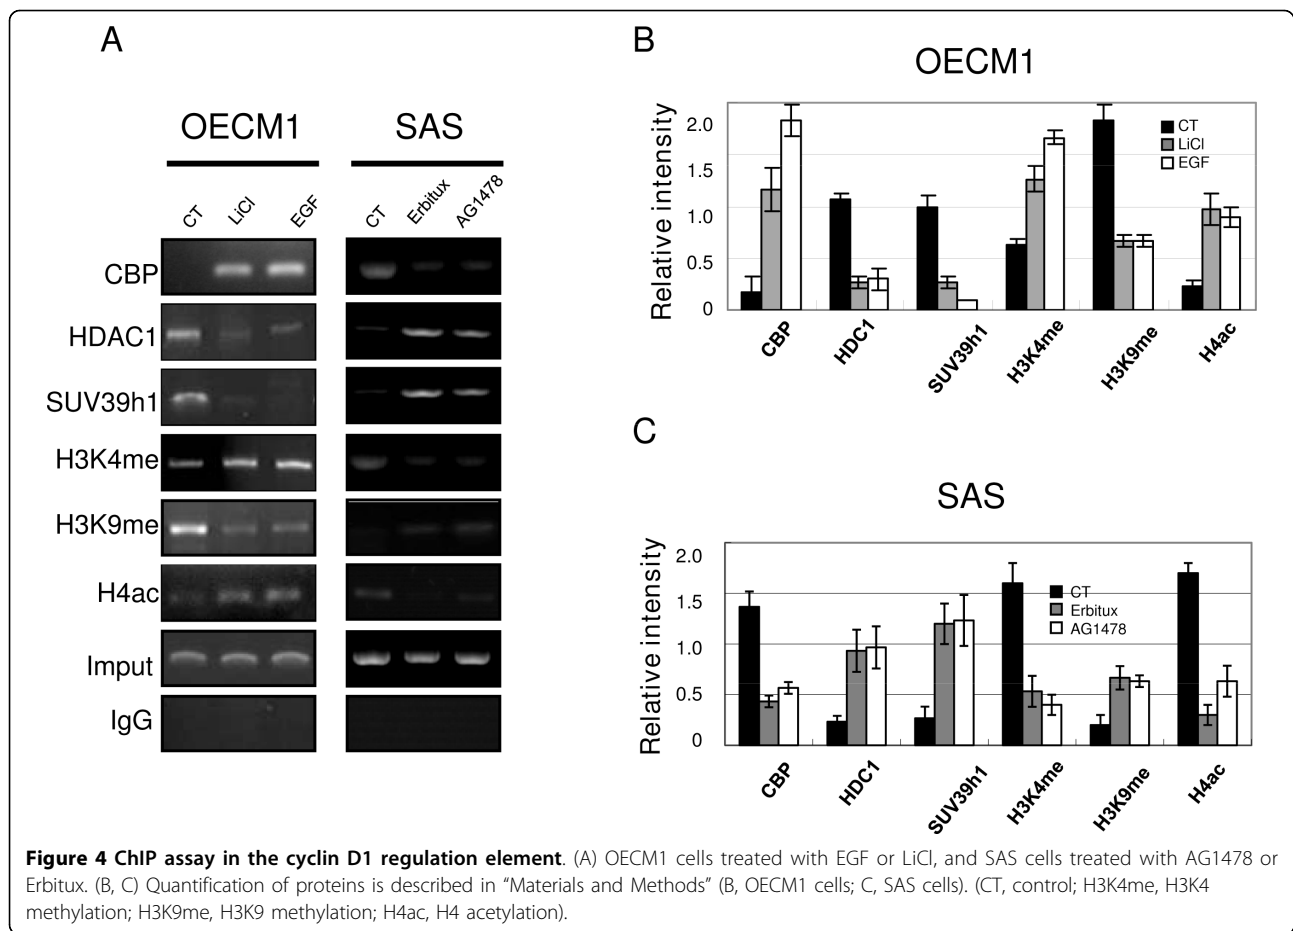 A
OECM1 SAS
CT LiCl EGF CT Erbitux AG1478
CBP
HDAC1
SUV39h1
H3K4me
H3K9me
H4ac
Imput
IgG
B
OECM1
Relative intensity
2.0
1.5
1.0
0.5
0
CT
LiCl
EGF
CBP HDC1 SUV39h1 H3K4me H3K9me H4ac
C
SAS
Relative intensity
2.0
1.5
1.0
0.5
0
CT
Erbitux
AG1478
CBP HDC1 SUV39h1 H3K4me H3K9me H4ac
Figure 4 ChIP assay in the cyclin D1 regulation element. (A) OECM1 cells treated with EGF or LiCl, and SAS cells treated with AG1478 or
Erbitux. (B, C) Quantification of proteins is described in “Materials and Methods” (B, OECM1 cells; C, SAS cells). (CT, control; H3K4me, H3K4
methylation; H3K9me, H3K9 methylation; H4ac, H4 acetylation).